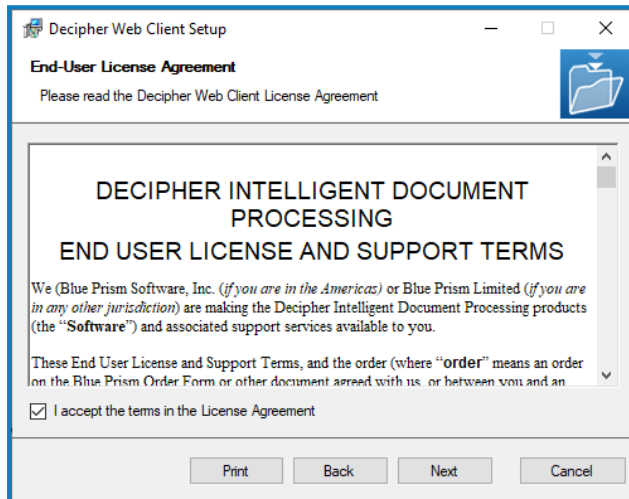 Decipher Web Client Setup
End-User License Agreement
Please read the Decipher Web Client License Agreement
DECIPHER INTELLIGENT DOCUMENT
PROCESSING
END USER LICENSE AND SUPPORT TERMS
We (Blue Prism Software, Inc. (if you are in the Americas) or Blue Prism Limited (if you are
in any other jurisdiction) are making the Decipher Intelligent Document Processing products
(the “Software”) and associated support services available to you.
These End User License and Support Terms, and the order (where “order” means an order
on the Blue Prism Order Form or other document agreed with us, or between you and an
I accept the terms in the License Agreement
Print Back Next Cancel